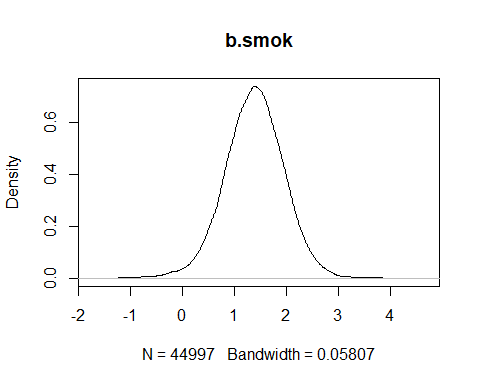 b.smok
Density
0.0 0.2 0.4 0.6
-2 -1 0 1 2 3 4
N = 44997 Bandwidth = 0.05807